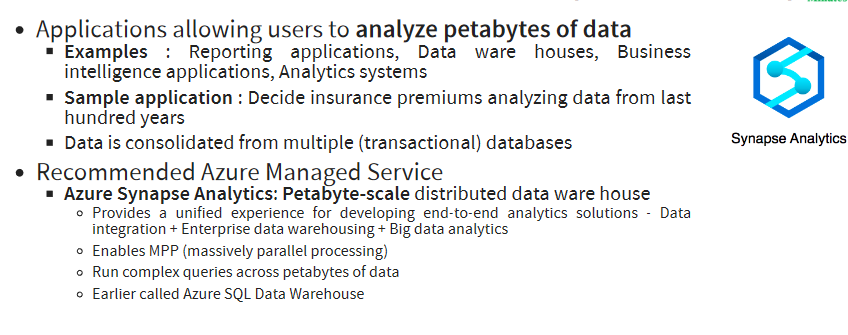 Applications allowing users to analyze petabytes of data
Examples : Reporting applications, Data ware houses, Business
intelligence applications, Analytics systems
Sample application : Decide insurance premiums analyzing data from last
hundred years
Data is consolidated from multiple (transactional) databases
Synapse Analytics
Recommended Azure Managed Service
Azure Synapse Analytics: Petabyte-scale distributed data ware house
Provides a unified experience for developing end-to-end analytics solutions - Data
integration + Enterprise data warehousing + Big data analytics
Enables MPP (massively parallel processing)
Run complex queries across petabytes of data
Earlier called Azure SQL Data Warehouse